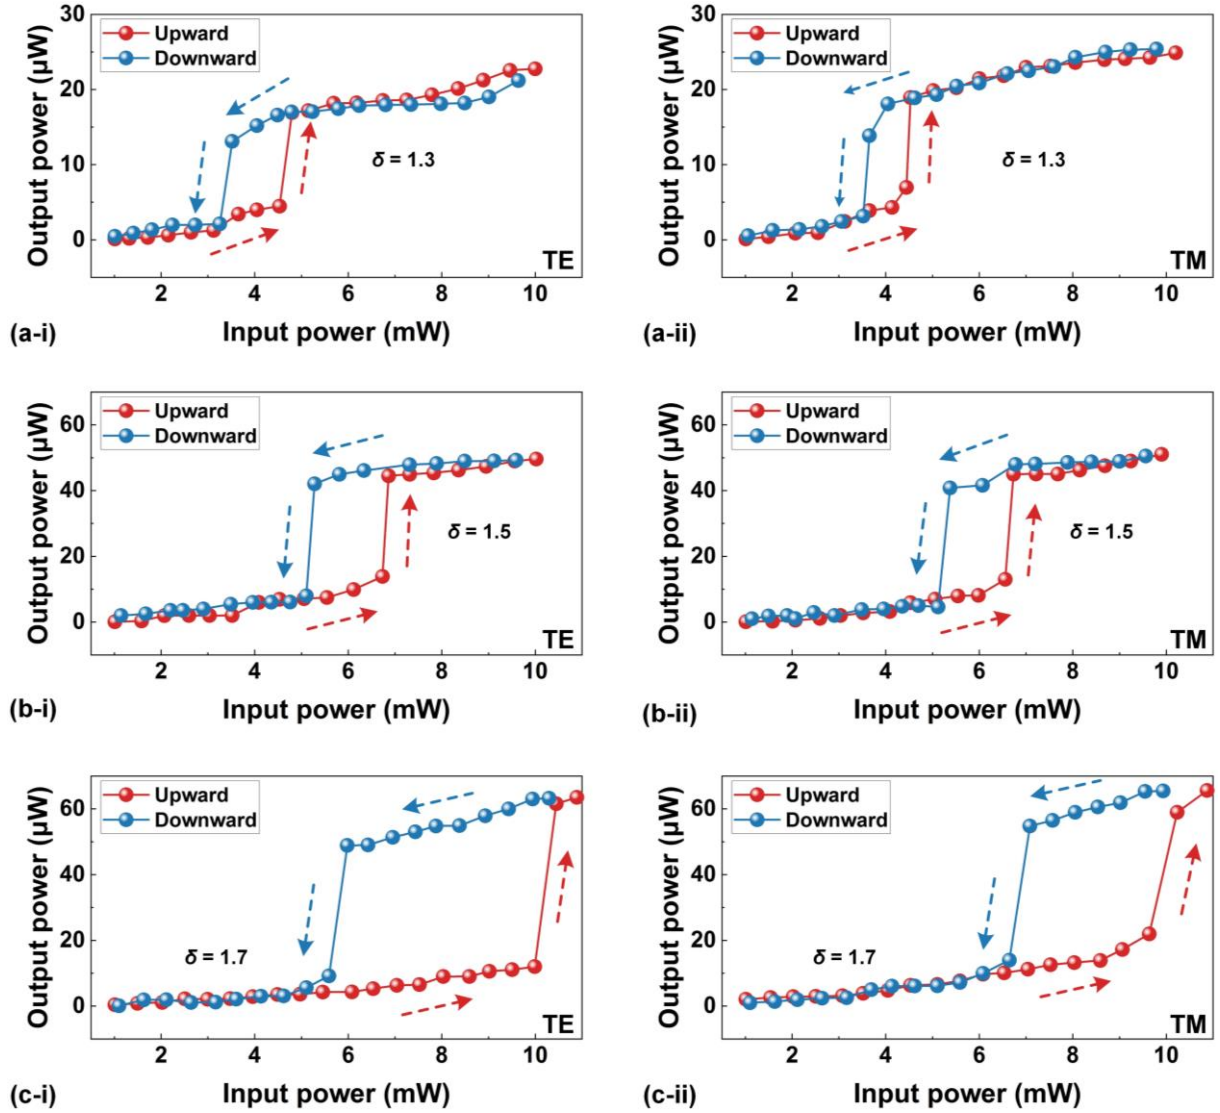 30
20
10
0
Output power (μW)
Upward
Downward
δ = 1.3
TE
2 4 6 8 10
Input power (mW)
(a-i)
30
20
10
0
Output power (μW)
Upward
Downward
δ = 1.3
TM
2 4 6 8 10
Input power (mW)
(a-ii)
60
40
20
0
Output power (μW)
Upward
Downward
δ = 1.5
TE
2 4 6 8 10
Input power (mW)
(b-i)
60
40
20
0
Output power (μW)
Upward
Downward
δ = 1.5
TM
2 4 6 8 10
Input power (mW)
(b-ii)
60
40
20
0
Output power (μW)
Upward
Downward
δ = 1.7
TE
2 4 6 8 10
Input power (mW)
(c-i)
60
40
20
0
Output power (μW)
Upward
Downward
δ = 1.7
TM
2 4 6 8 10
Input power (mW)
(c-ii)